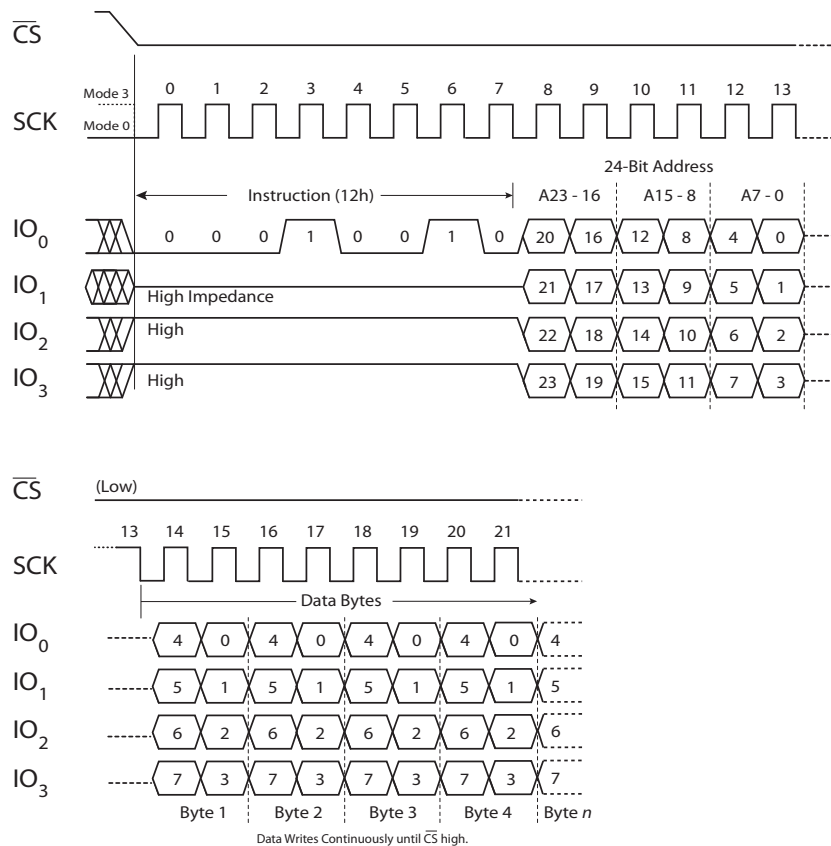 CS
Mode 3
0 1 2 3 4 5 6 7 8 9 10 11 12 13
SCK
Mode 0
24-Bit Address
Instruction (12h)
A23 - 16 A15 - 8 A7 - 0
IO0
0 0 0 1 0 0 1 0 20 16 12 8 4 0
IO1
High Impedance
21 17 13 9 5 1
IO2
High
22 18 14 10 6 2
IO3
High
23 19 15 11 7 3
CS
(Low)
13 14 15 16 17 18 19 20 21
SCK
Data Bytes
IO0
4 0 4 0 4 0 4 0 4
IO1
5 1 5 1 5 1 5 1 5
IO2
6 2 6 2 6 2 6 2 6
IO3
7 3 7 3 7 3 7 3 7
Byte 1 Byte 2 Byte 3 Byte 4 Byte n
Data Writes Continuously until CS high.